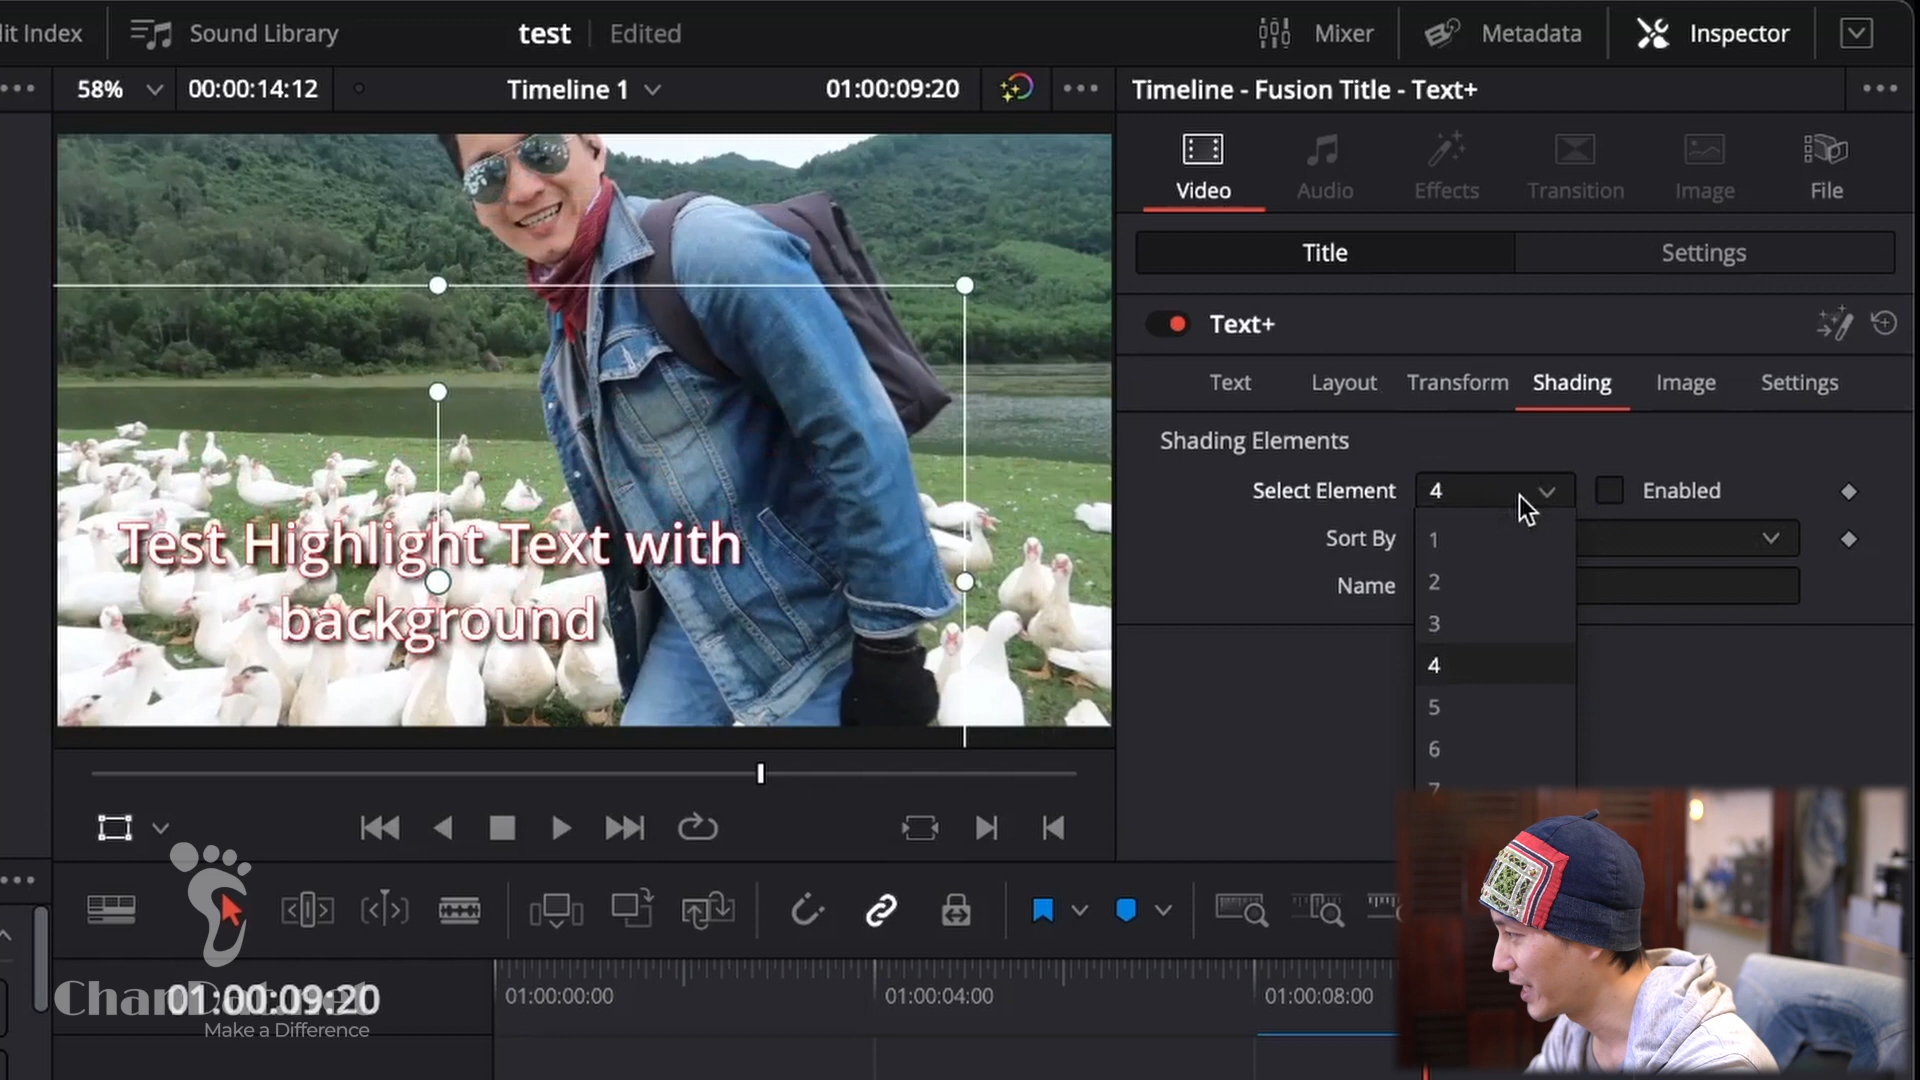 lit Index
Sound Library
test
Edited
Mixer
Metadata
Inspector
58%
00:00:14:12
Timeline 1
01:00:09:20
Timeline - Fusion Title - Text+
Video
Audio
Effects
Transition
Image
File
Title
Settings
Text+
Text
Layout
Transform
Shading
Image
Settings
Shading Elements
Select Element
4
Enabled
Sort By
Name
1
2
3
4
5
6
7
Test Highlight Text with
background
01:00:09:20
Make a Difference
01:00:00:00
01:00:04:00
01:00:08:00